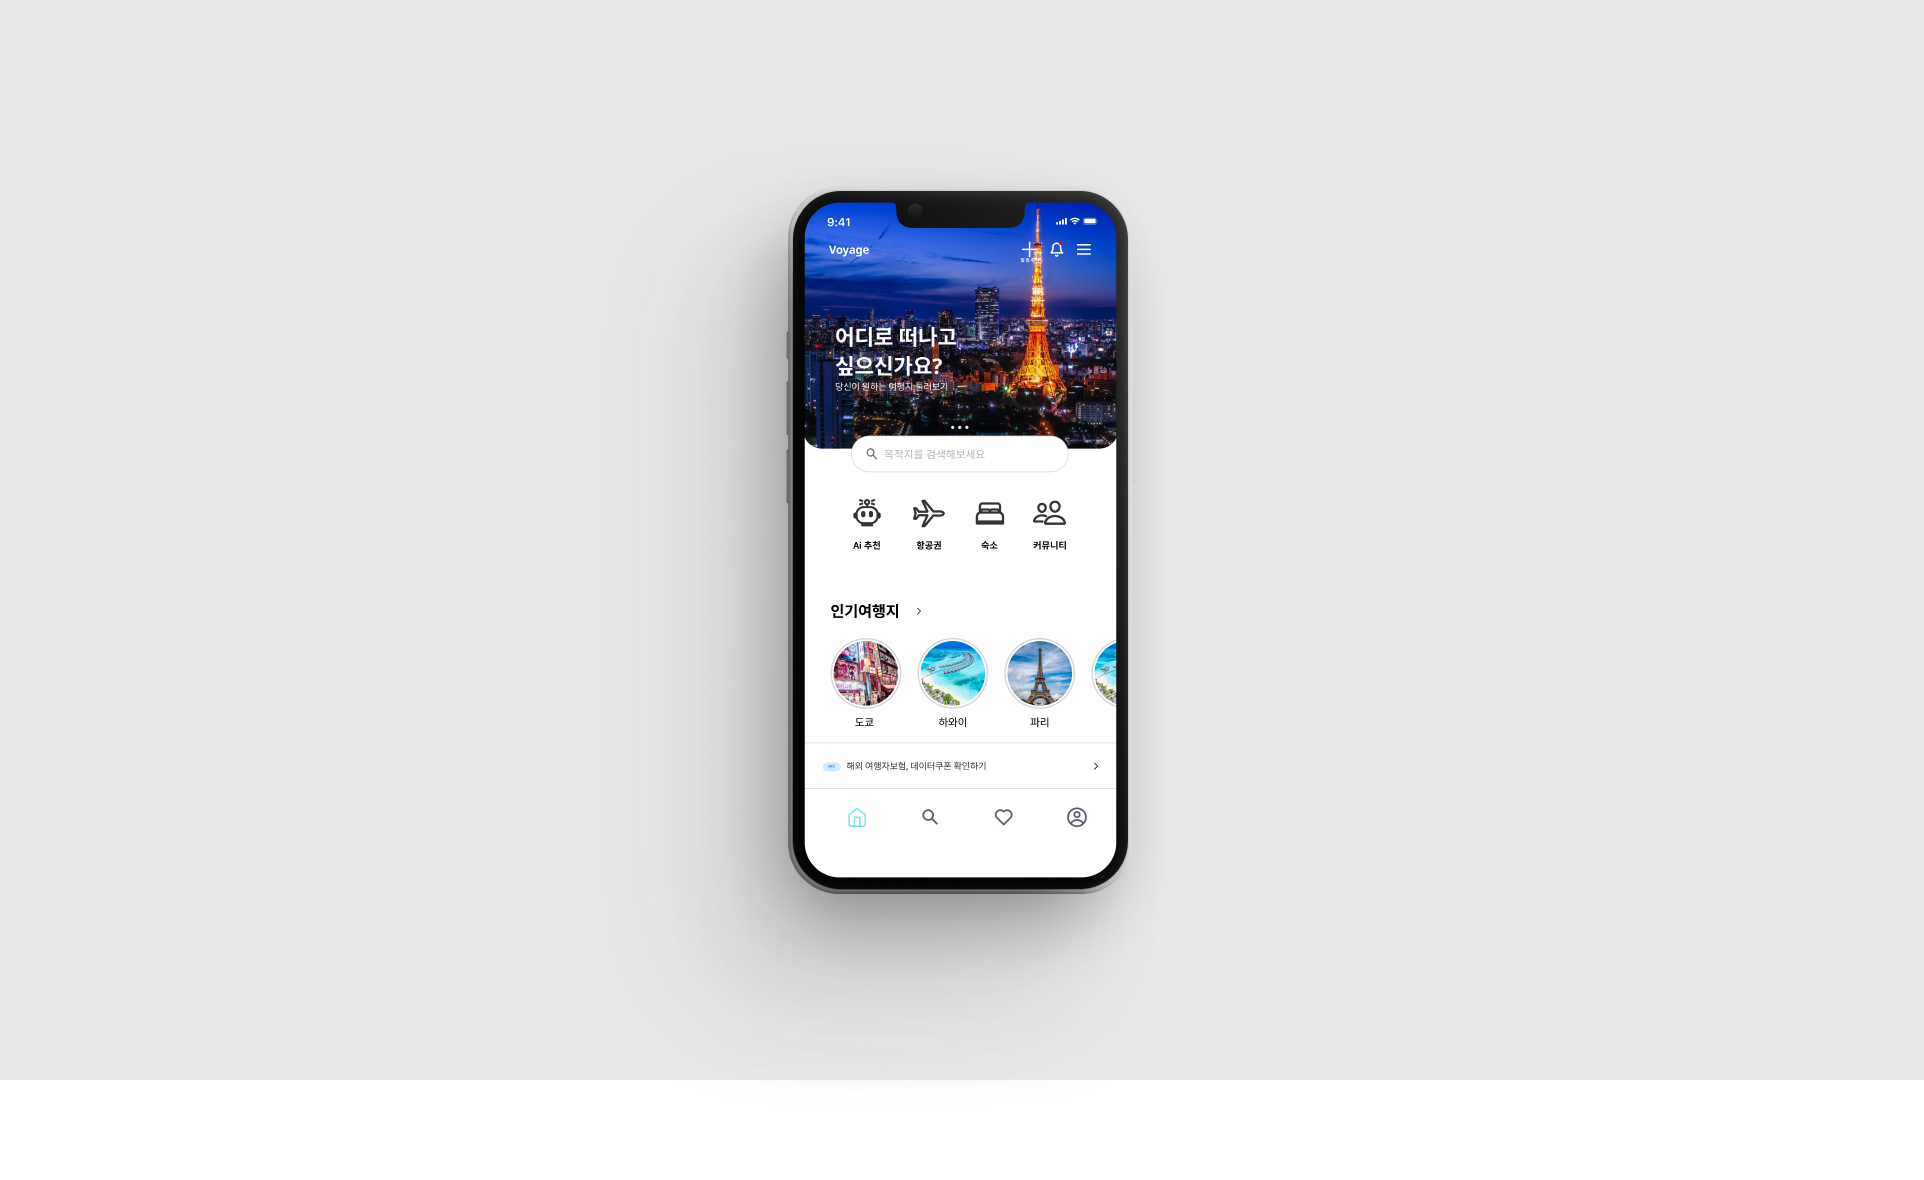 9:41
Voyage
어디로 떠나고
싶으신가요?
당신이 원하는 여행지 둘러보기
목적지를 검색해보세요
Ai 추천
항공권
숙소
커뮤니티
인기여행지
도쿄
하와이
파리
해외 여행자보험, 데이터쿠폰 확인하기